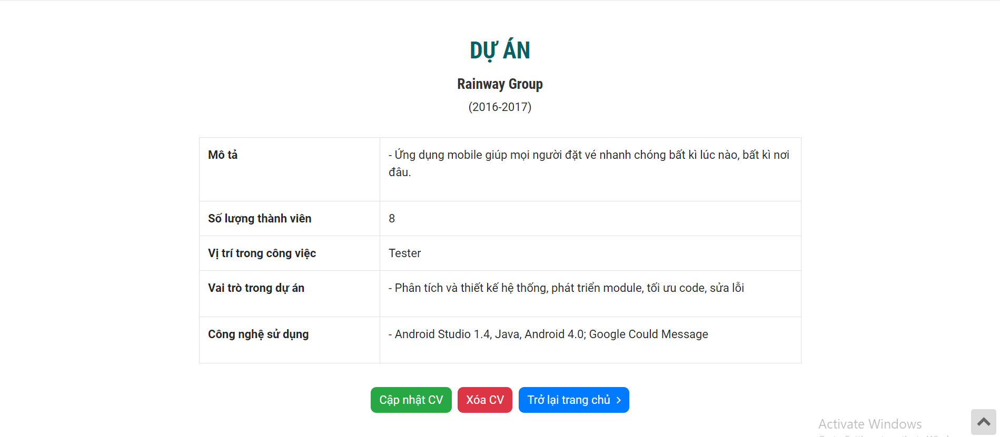 DỰ ÁN
Rainway Group
(2016-2017)
Mô tả
- Ứng dụng mobile giúp mọi người đặt vé nhanh chóng bất kì lúc nào, bất kì nơi
đâu.
Số lượng thành viên
8
Vị trí trong công việc
Tester
Vai trò trong dự án
- Phân tích và thiết kế hệ thống, phát triển module, tối ưu code, sửa lỗi
Công nghệ sử dụng
- Android Studio 1.4, Java, Android 4.0; Google Could Message
Cập nhật CV
Xóa CV
Trở lại trang chủ
Activate Windows